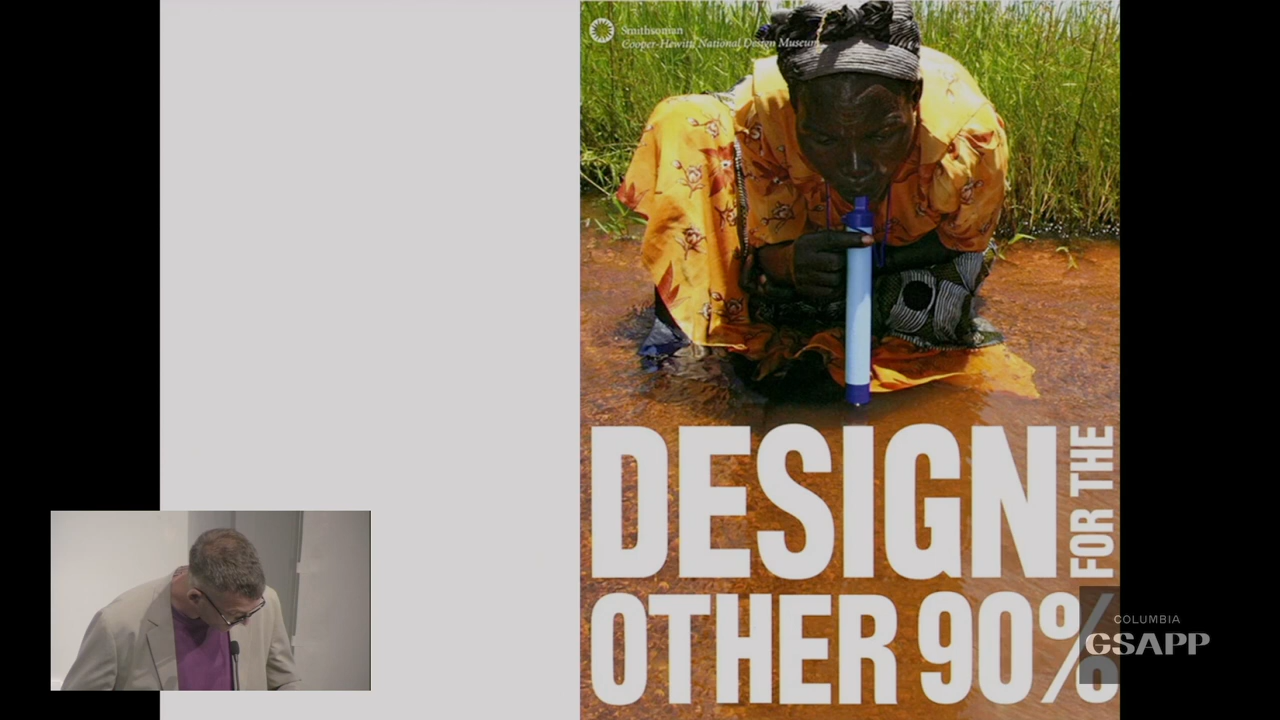 Smithsonian
Cooper-Hewitt, National Design Museum
DESIGN
FOR THE
OTHER 90%
COLUMBIA
GSAPP